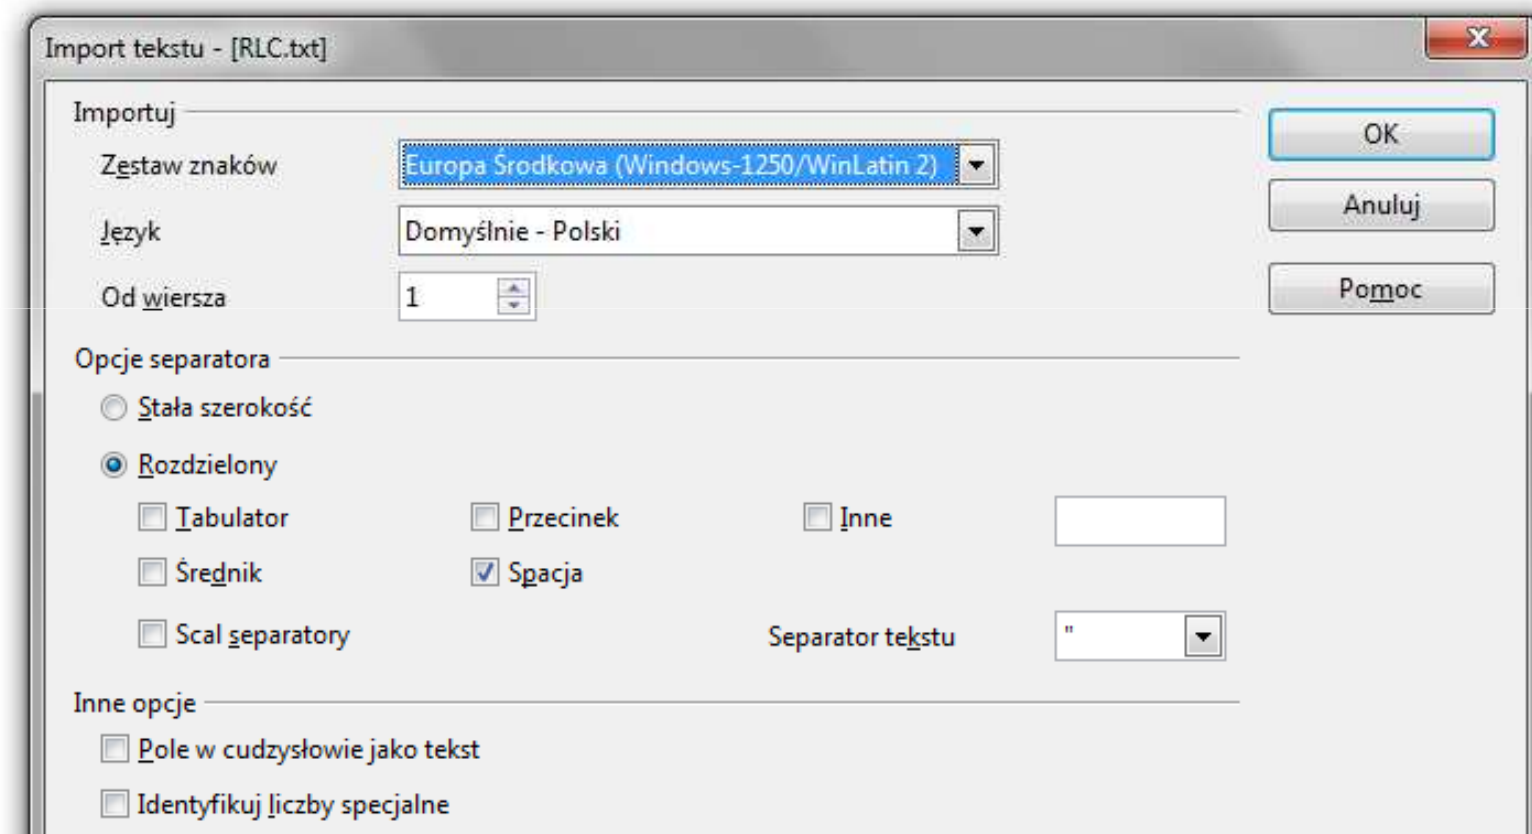 Import tekstu - [RLC.txt]
Importuj
OK
Zestaw znaków Europa Środkowa (Windows-1250/WinLatin 2)
Anuluj
Język Domyślnie - Polski
Pomoc
Od wiersza 1
Opcje separatora
Stała szerokość
Rozdzielony
Tabulator Przecinek Inne
Średnik Spacja
Scal separatory Separator tekstu "
Inne opcje
Pole w cudzysłowie jako tekst
Identyfikuj liczby specjalne